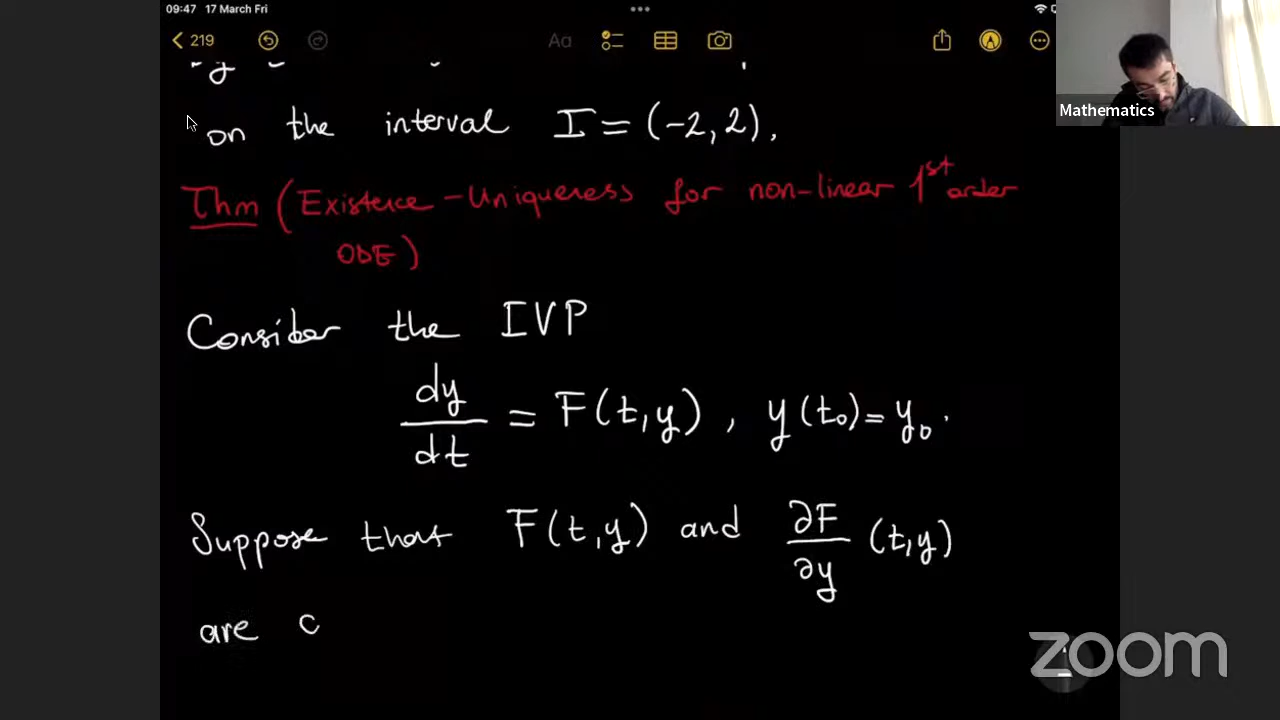 09:47 17 March Fri
219
Aa
on the interval I = (-2, 2),
Thm (Existence - Uniqueness for non-linear 1st order
ODE)
Consider the IVP
dy/dt = F(t,y), y(t₀) = y₀.
Suppose that F(t,y) and ∂F/∂y (t,y)
are c
Mathematics
zoom